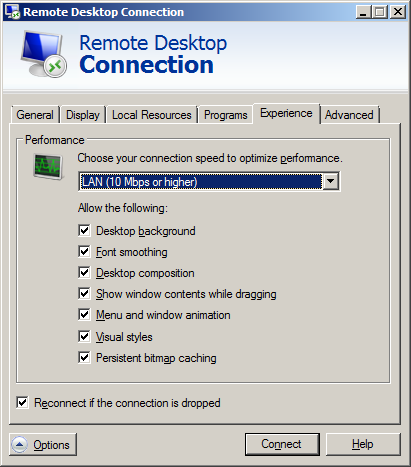 Remote Desktop Connection
Remote Desktop
Connection
General Display Local Resources Programs Experience Advanced
Performance
Choose your connection speed to optimize performance.
LAN (10 Mbps or higher)
Allow the following:
Desktop background
Font smoothing
Desktop composition
Show window contents while dragging
Menu and window animation
Visual styles
Persistent bitmap caching
Reconnect if the connection is dropped
Options Connect Help